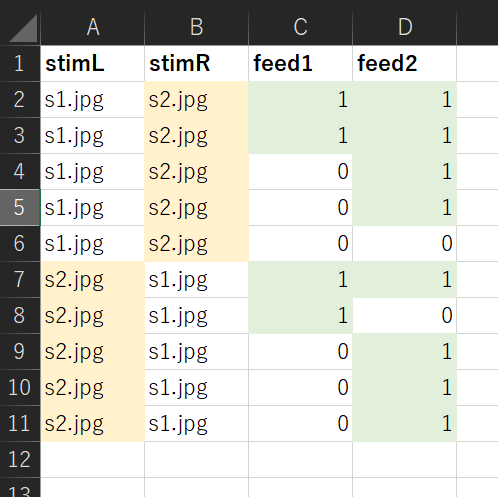 A B C D
1 stimL stimR feed1 feed2
2 s1.jpg s2.jpg 1 1
3 s1.jpg s2.jpg 1 1
4 s1.jpg s2.jpg 0 1
5 s1.jpg s2.jpg 0 1
6 s1.jpg s2.jpg 0 0
7 s2.jpg s1.jpg 1 1
8 s2.jpg s1.jpg 1 0
9 s2.jpg s1.jpg 0 1
10 s2.jpg s1.jpg 0 1
11 s2.jpg s1.jpg 0 1
12
13